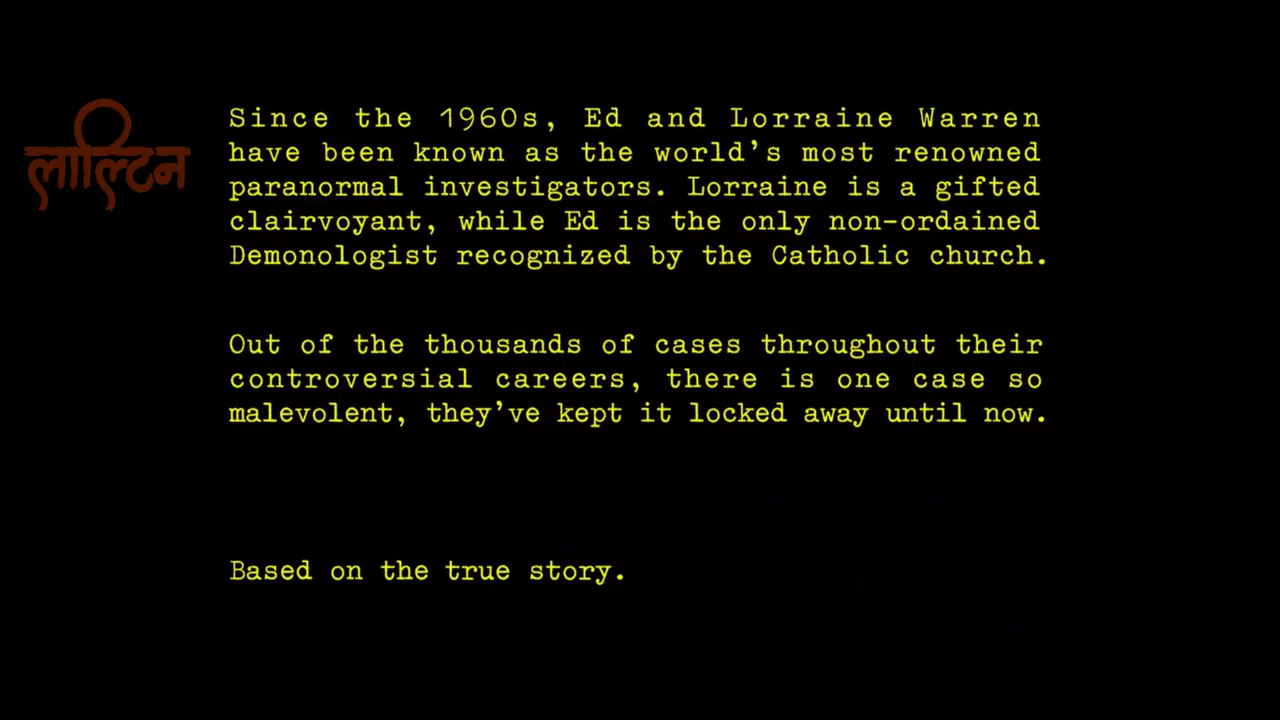 लाल्टिन
Since the 1960s, Ed and Lorraine Warren
have been known as the world's most renowned
paranormal investigators. Lorraine is a gifted
clairvoyant, while Ed is the only non-ordained
Demonologist recognized by the Catholic church.
Out of the thousands of cases throughout their
controversial careers, there is one case so
malevolent, they've kept it locked away until now.
Based on the true story.